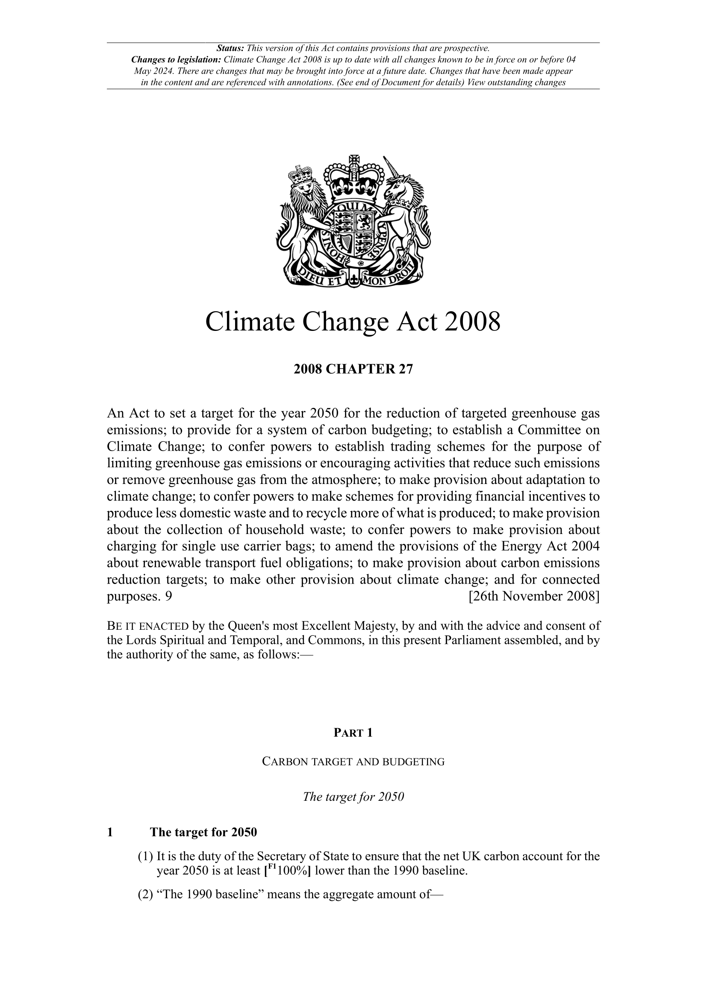 Status: This version of this Act contains provisions that are prospective.
Changes to legislation: Climate Change Act 2008 is up to date with all changes known to be in force on or before 04
May 2024. There are changes that may be brought into force at a future date. Changes that have been made appear
in the content and are referenced with annotations. (See end of Document for details) View outstanding changes
QUI M
HONI S
Y PENSE
DIEU ET MON DROIT
Climate Change Act 2008
2008 CHAPTER 27
An Act to set a target for the year 2050 for the reduction of targeted greenhouse gas
emissions; to provide for a system of carbon budgeting; to establish a Committee on
Climate Change; to confer powers to establish trading schemes for the purpose of
limiting greenhouse gas emissions or encouraging activities that reduce such emissions
or remove greenhouse gas from the atmosphere; to make provision about adaptation to
climate change; to confer powers to make schemes for providing financial incentives to
produce less domestic waste and to recycle more of what is produced; to make provision
about the collection of household waste; to confer powers to make provision about
charging for single use carrier bags; to amend the provisions of the Energy Act 2004
about renewable transport fuel obligations; to make provision about carbon emissions
reduction targets; to make other provision about climate change; and for connected
purposes. 9 [26th November 2008]
BE IT ENACTED by the Queen's most Excellent Majesty, by and with the advice and consent of
the Lords Spiritual and Temporal, and Commons, in this present Parliament assembled, and by
the authority of the same, as follows:—
PART 1
CARBON TARGET AND BUDGETING
The target for 2050
1 The target for 2050
(1) It is the duty of the Secretary of State to ensure that the net UK carbon account for the
year 2050 is at least [F1100%] lower than the 1990 baseline.
(2) “The 1990 baseline” means the aggregate amount of—